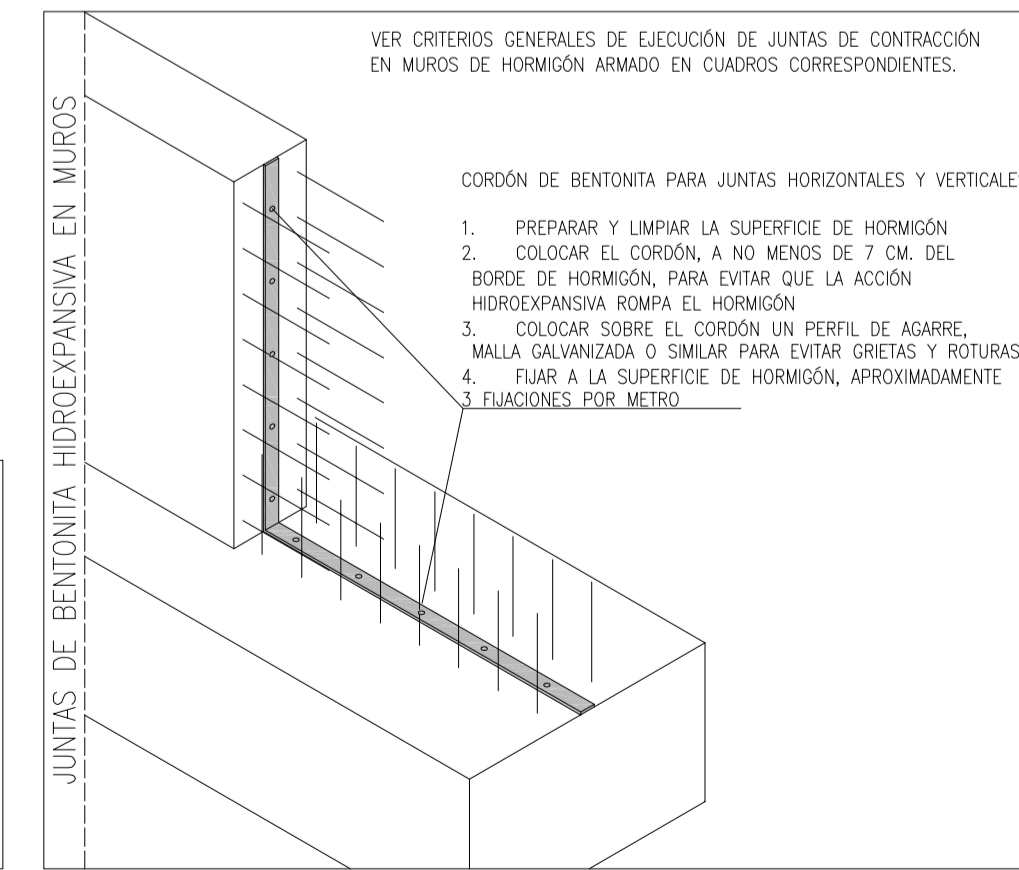 JUNTAS DE BENTONITA HIDROEXPANSIVA EN MUROS
VER CRITERIOS GENERALES DE EJECUCIÓN DE JUNTAS DE CONTRACCIÓN
EN MUROS DE HORMIGÓN ARMADO EN CUADROS CORRESPONDIENTES.
CORDÓN DE BENTONITA PARA JUNTAS HORIZONTALES Y VERTICALES
1. PREPARAR Y LIMPIAR LA SUPERFICIE DE HORMIGÓN
2. COLOCAR EL CORDÓN, A NO MENOS DE 7 CM. DEL
BORDE DE HORMIGÓN, PARA EVITAR QUE LA ACCIÓN
HIDROEXPANSIVA ROMPA EL HORMIGÓN
3. COLOCAR SOBRE EL CORDÓN UN PERFIL DE AGARRE,
MALLA GALVANIZADA O SIMILAR PARA EVITAR GRIETAS Y ROTURAS
4. FIJAR A LA SUPERFICIE DE HORMIGÓN, APROXIMADAMENTE
3 FIJACIONES POR METRO